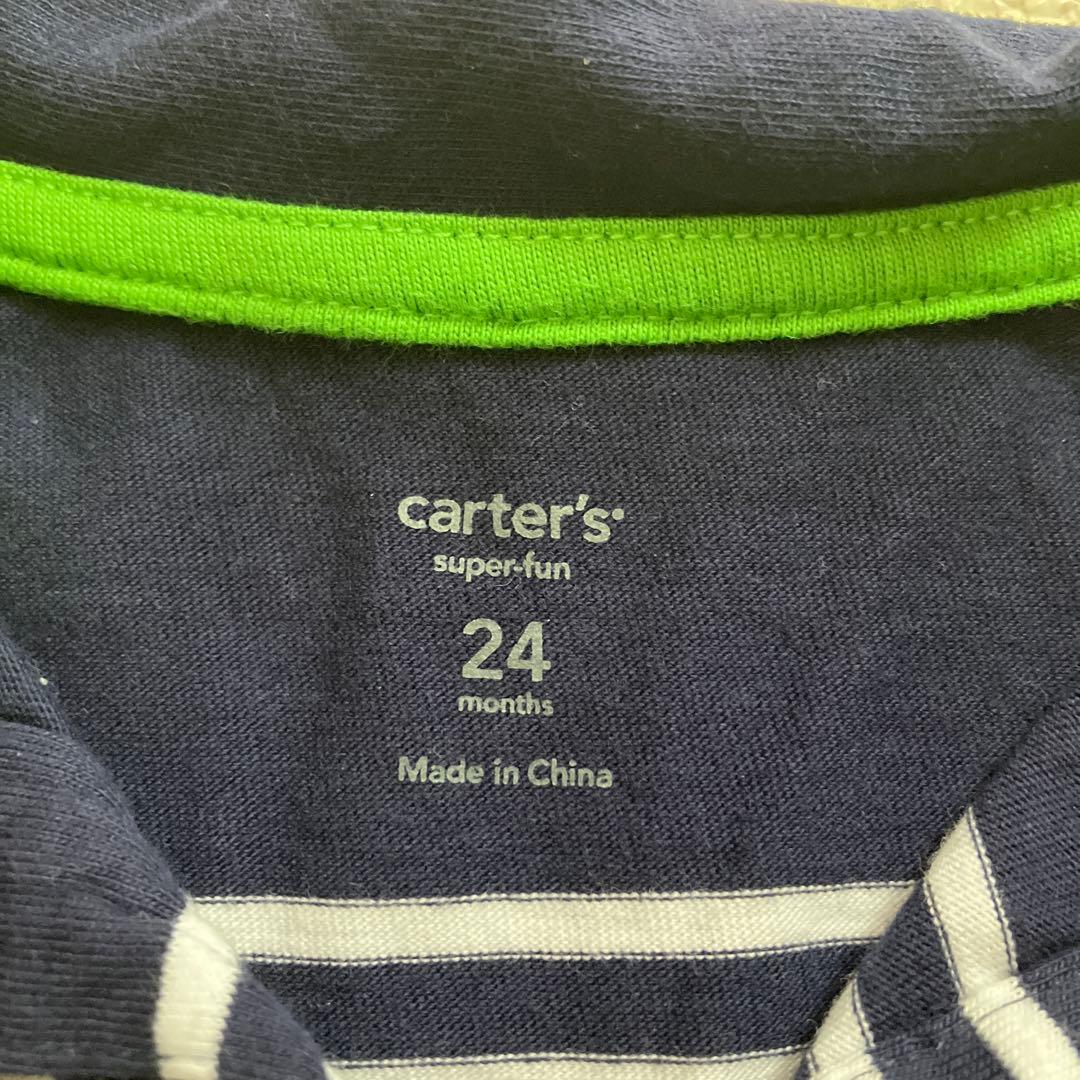 carter's
super-fun
24
months
Made in China